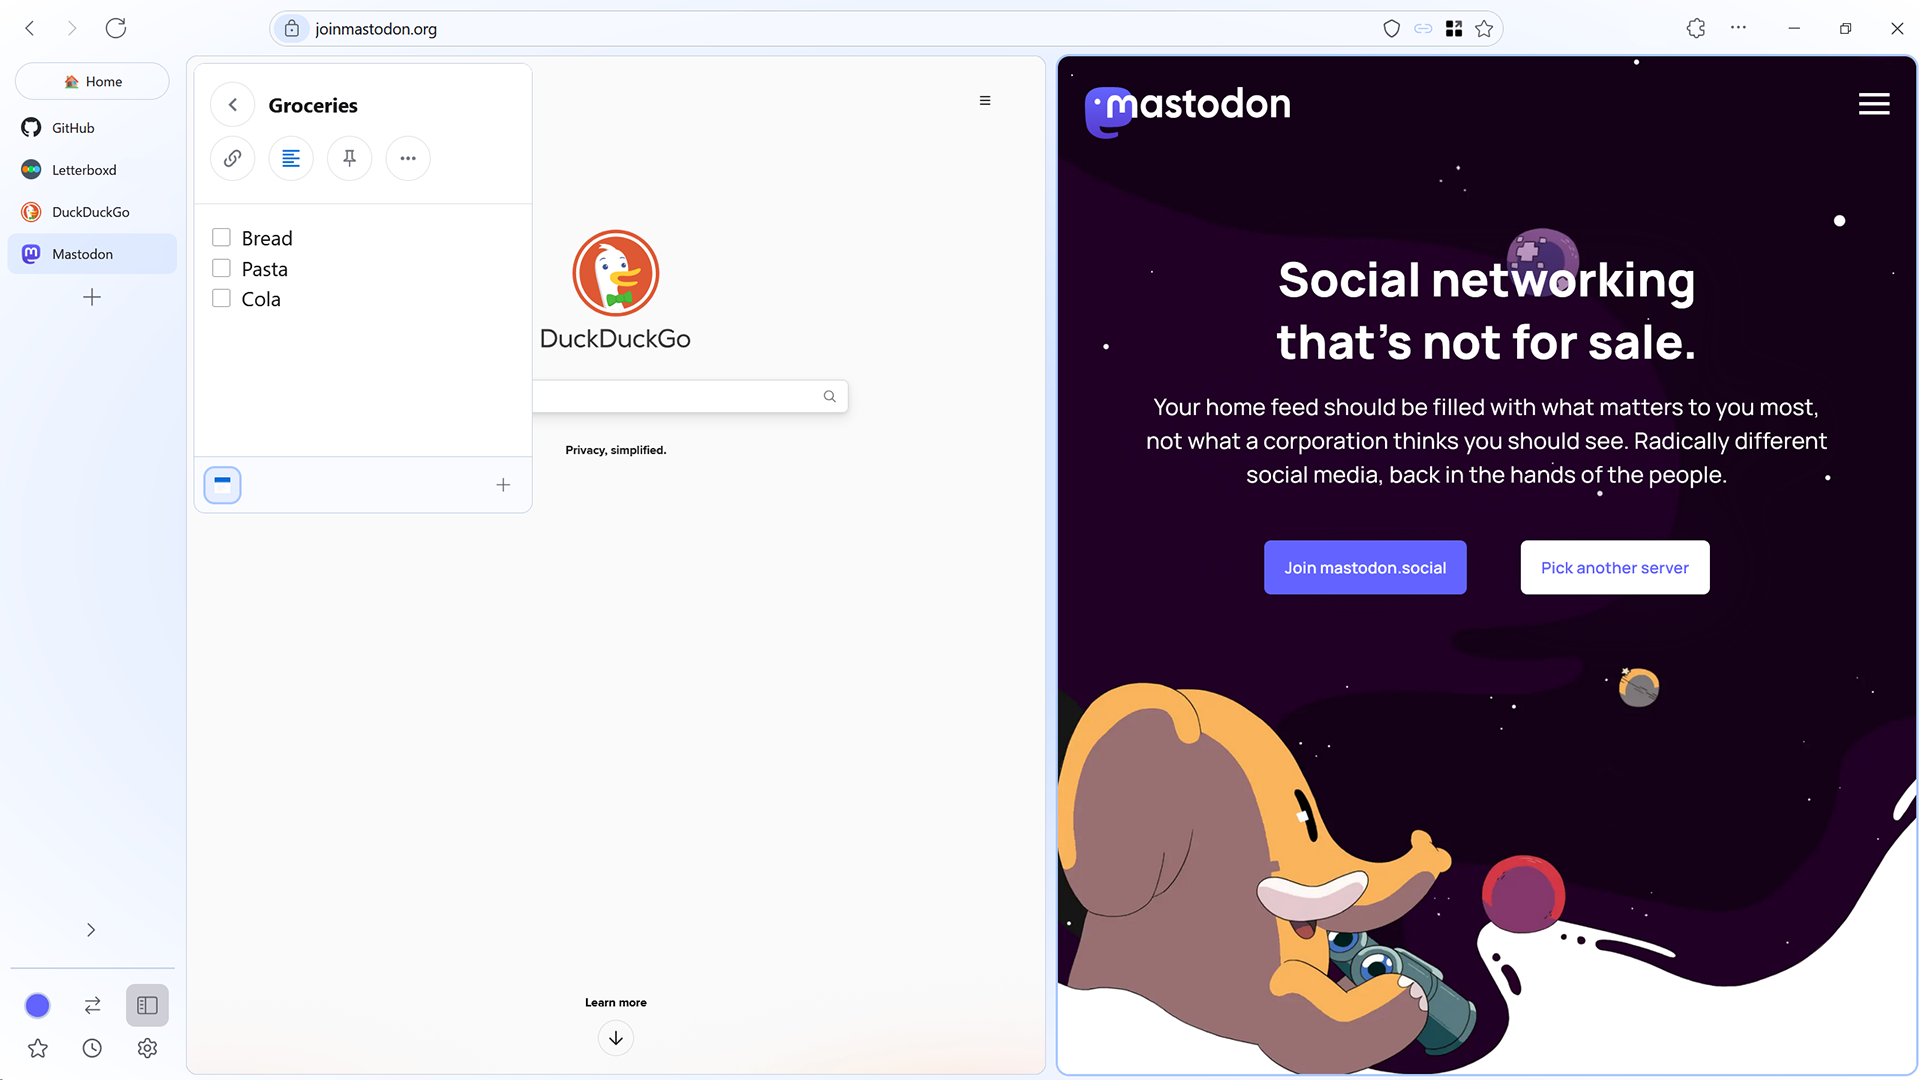 joinmastodon.org
Home
GitHub
Letterboxd
DuckDuckGo
Mastodon
Groceries
Bread
Pasta
Cola
DuckDuckGo
Privacy, simplified.
Learn more
mastodon
Social networking
that’s not for sale.
Your home feed should be filled with what matters to you most,
not what a corporation thinks you should see. Radically different
social media, back in the hands of the people.
Join mastodon.social
Pick another server